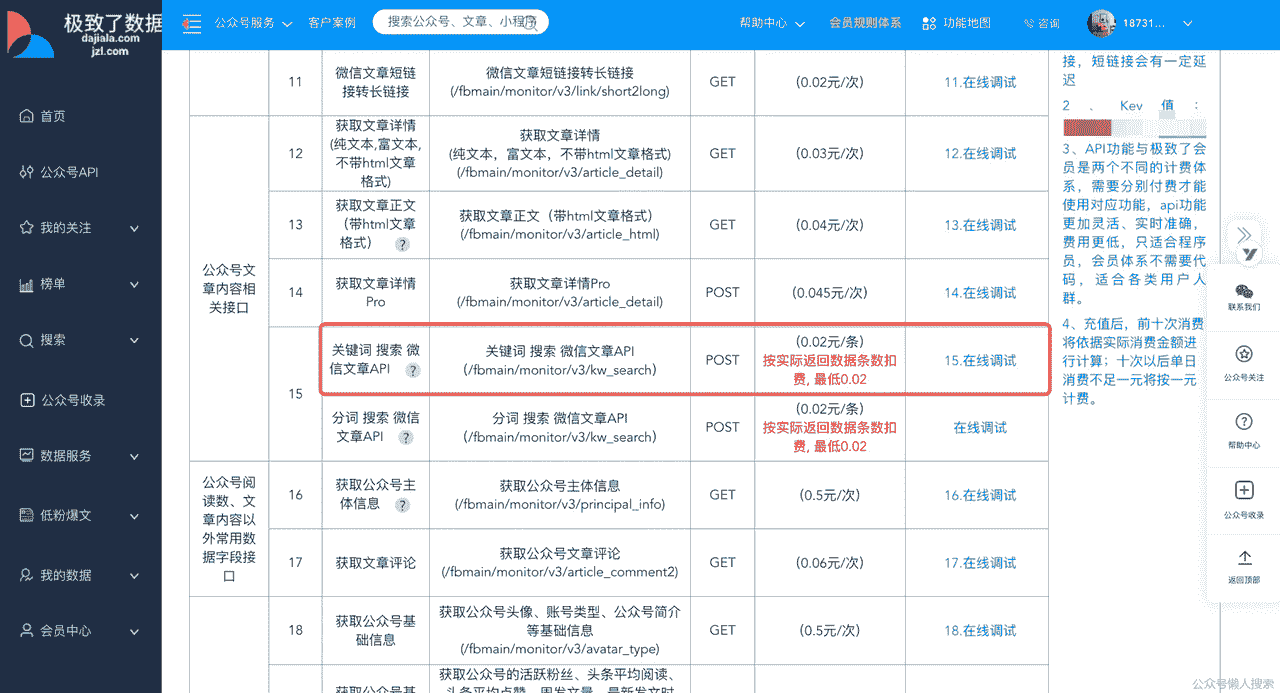 极致了数据
dajiala.com
jzl.com
公众号服务
客户案例
搜索公众号、文章、小程序
帮助中心
会员规则体系
功能地图
咨询
18731...
首页
公众号API
我的关注
榜单
搜索
公众号收录
数据服务
低粉爆文
我的数据
会员中心
11
微信文章短链
接转长链接
微信文章短链接转长链接
(/fbmain/monitor/v3/link/short2long)
GET
(0.02元/次)
11.在线调试
公众号文
章内容相
关接口
12
获取文章详情
(纯文本,富文本,
不带html文章
格式)
获取文章详情
(纯文本，富文本，不带html文章格式)
(/fbmain/monitor/v3/article_detail)
GET
(0.03元/次)
12.在线调试
13
获取文章正文
（带html文章
格式） ?
获取文章正文（带html文章格式）
(/fbmain/monitor/v3/article_html)
GET
(0.04元/次)
13.在线调试
14
获取文章详情
Pro
获取文章详情Pro
(/fbmain/monitor/v3/article_detail)
POST
(0.045元/次)
14.在线调试
15
关键词 搜索 微
信文章API ?
关键词 搜索 微信文章API
(/fbmain/monitor/v3/kw_search)
POST
(0.02元/条)
按实际返回数据条数扣
费, 最低0.02
15.在线调试
分词 搜索 微信
文章API ?
分词 搜索 微信文章API
(/fbmain/monitor/v3/kw_search)
POST
(0.02元/条)
按实际返回数据条数扣
费, 最低0.02
在线调试
公众号阅
读数、文
章内容以
外常用数
据字段接
口
16
获取公众号主
体信息 ?
获取公众号主体信息
(/fbmain/monitor/v3/principal_info)
GET
(0.5元/次)
16.在线调试
17
获取文章评论
获取公众号文章评论
(/fbmain/monitor/v3/article_comment2)
GET
(0.06元/次)
17.在线调试
18
获取公众号基
础信息
获取公众号头像、账号类型、公众号简介
等基础信息
(/fbmain/monitor/v3/avatar_type)
GET
(0.5元/次)
18.在线调试
获取公众号基
获取公众号的活跃粉丝、头条平均阅读、
头条平均点赞、周发文量、最新发文时
接，短链接会有一定延
迟
2、Key值：
3、API功能与极致了会
员是两个不同的计费体
系，需要分别付费才能
使用对应功能，api功能
更加灵活、实时准确，
费用更低，只适合程序
员，会员体系不需要代
码，适合各类用户人
群。
4、充值后，前十次消费
将依据实际消费金额进
行计算；十次以后单日
消费不足一元将按一元
计费。
联系我们
公众号关注
帮助中心
公众号收录
返回顶部
公众号懒人搜索